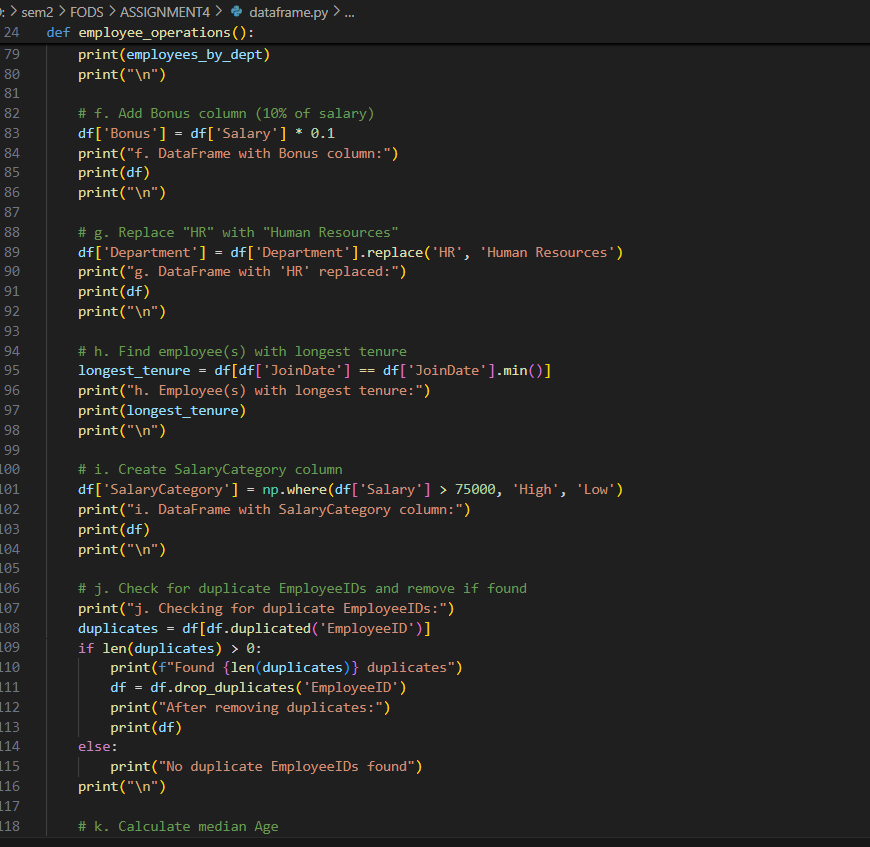 : > sem2 > FODS > ASSIGNMENT4 > dataframe.py > ...
24 def employee_operations():
79 print(employees_by_dept)
80 print("\n")
81
82 # f. Add Bonus column (10% of salary)
83 df['Bonus'] = df['Salary'] * 0.1
84 print("f. DataFrame with Bonus column:")
85 print(df)
86 print("\n")
87
88 # g. Replace "HR" with "Human Resources"
89 df['Department'] = df['Department'].replace('HR', 'Human Resources')
90 print("g. DataFrame with 'HR' replaced:")
91 print(df)
92 print("\n")
93
94 # h. Find employee(s) with longest tenure
95 longest_tenure = df[df['JoinDate'] == df['JoinDate'].min()]
96 print("h. Employee(s) with longest tenure:")
97 print(longest_tenure)
98 print("\n")
99
100 # i. Create SalaryCategory column
101 df['SalaryCategory'] = np.where(df['Salary'] > 75000, 'High', 'Low')
102 print("i. DataFrame with SalaryCategory column:")
103 print(df)
104 print("\n")
105
106 # j. Check for duplicate EmployeeIDs and remove if found
107 print("j. Checking for duplicate EmployeeIDs:")
108 duplicates = df[df.duplicated('EmployeeID')]
109 if len(duplicates) > 0:
110 print(f"Found {len(duplicates)} duplicates")
111 df = df.drop_duplicates('EmployeeID')
112 print("After removing duplicates:")
113 print(df)
114 else:
115 print("No duplicate EmployeeIDs found")
116 print("\n")
117
118 # k. Calculate median Age